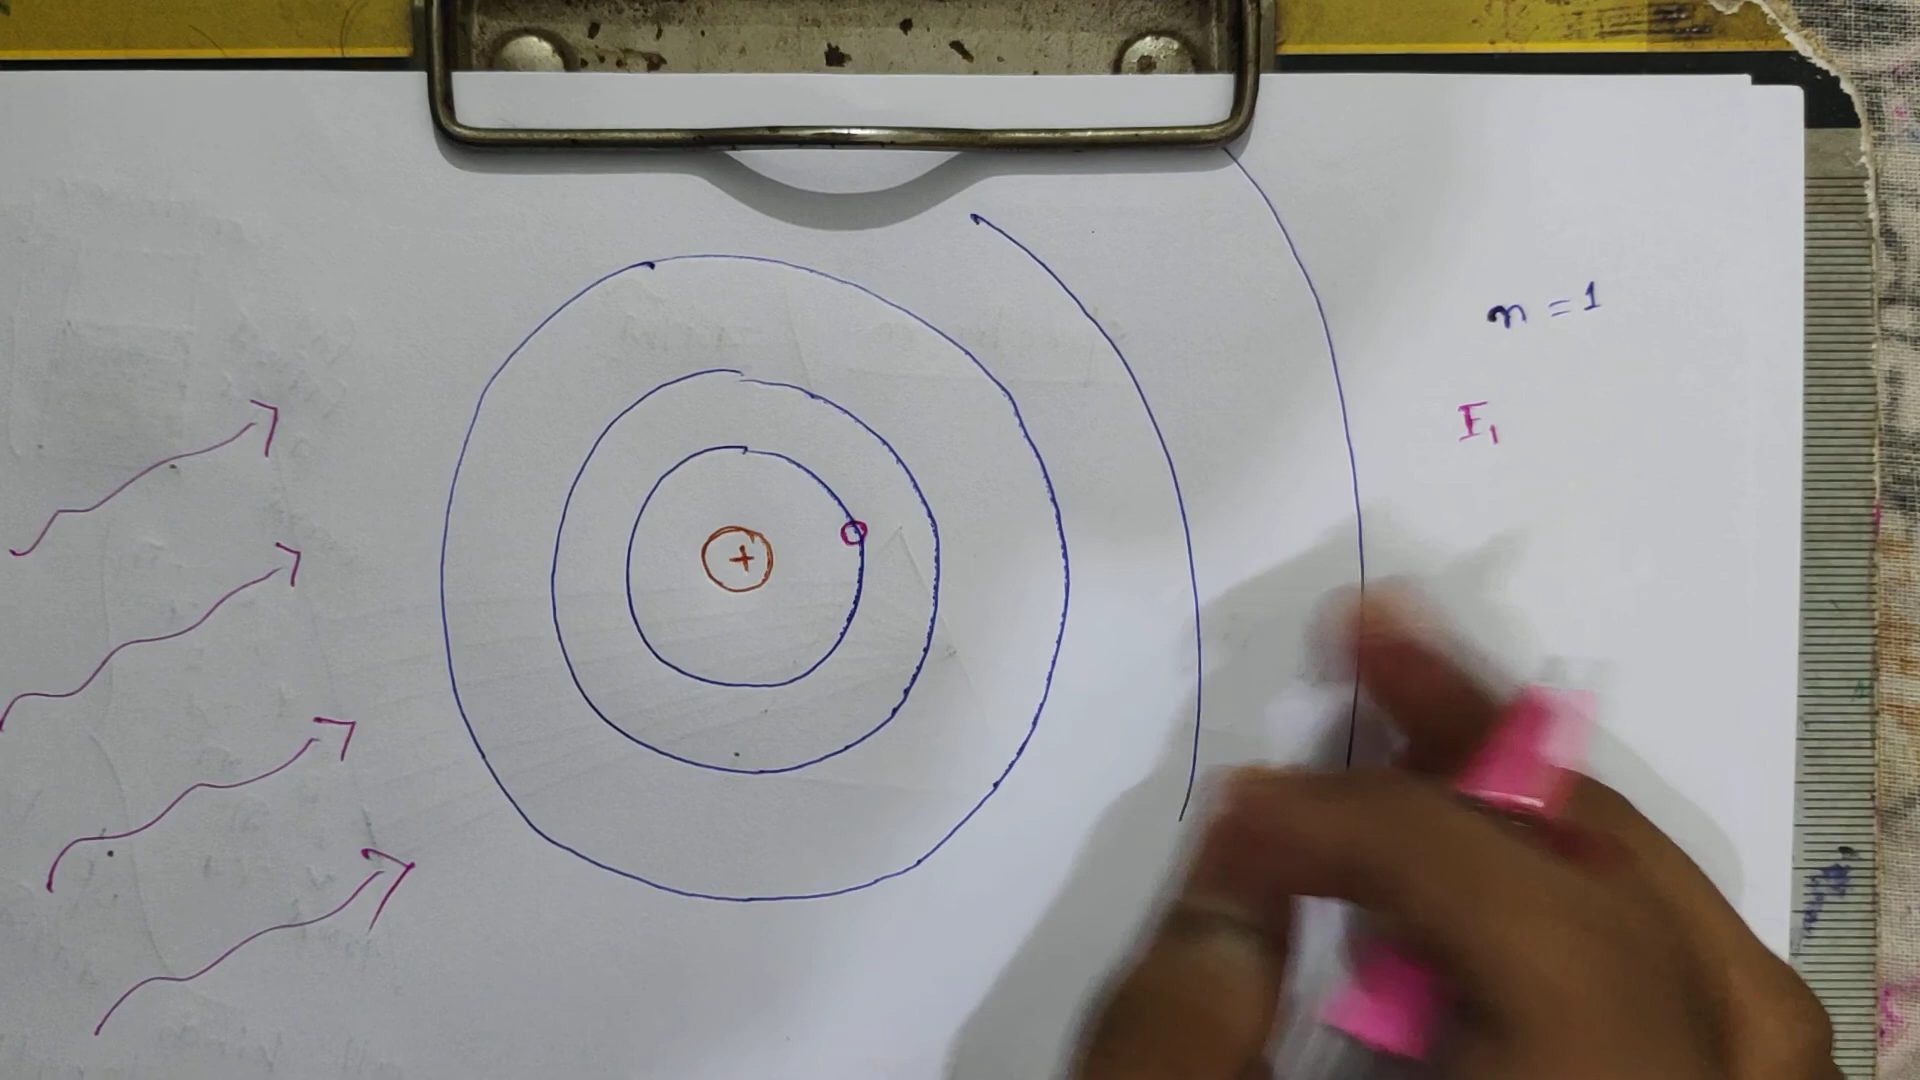 n = 1
E₁
+